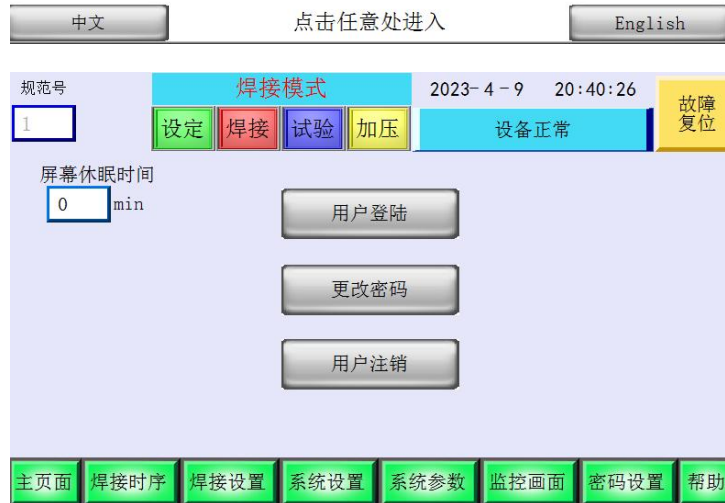 中文 点击任意处进入 English
规范号 焊接模式 2023-4-9 20:40:26 故障
1 设定 焊接 试验 加压 设备正常 复位
屏幕休眠时间
0 min 用户登陆
更改密码
用户注销
主页面 焊接时序 焊接设置 系统设置 系统参数 监控画面 密码设置 帮助